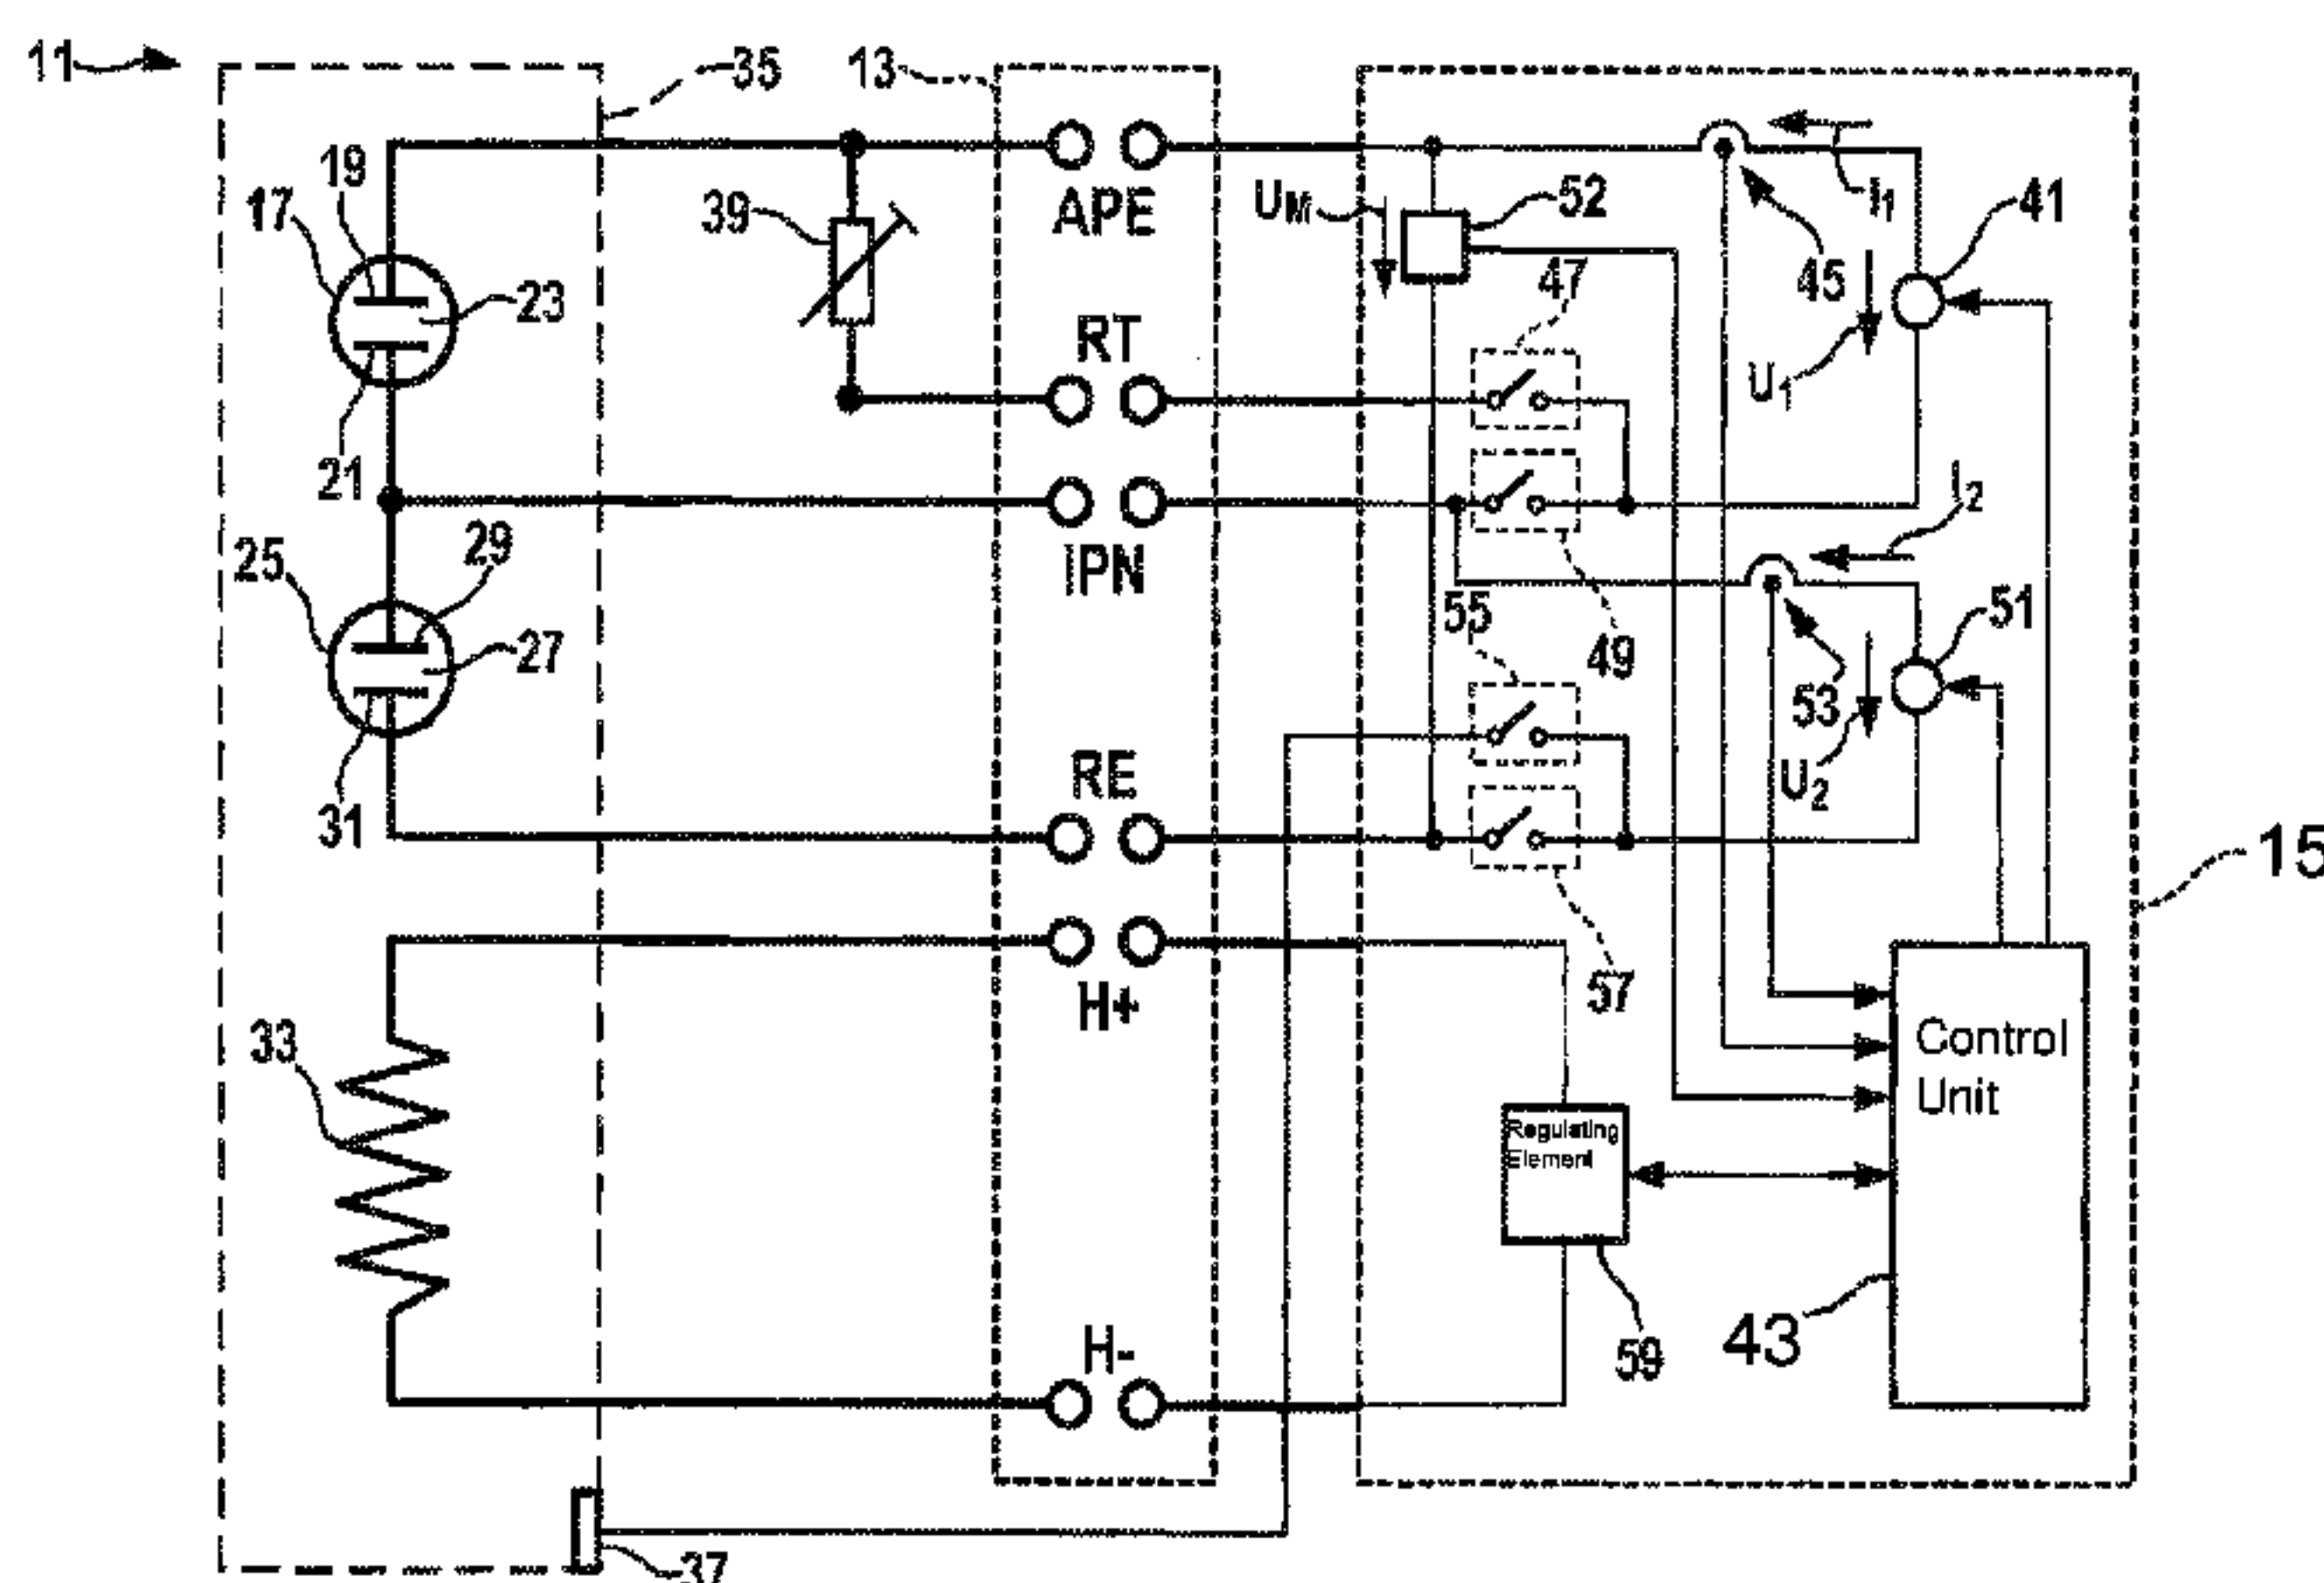 11
35
13
19
17
39
APE
U_M
52
I₁
41
45
23
47
RT
U₁
21
IPN
I₂
25
29
55
49
51
27
53
RE
U₂
31
15
57
H+
33
Control
Unit
Regulating
Element
H-
59
43
37